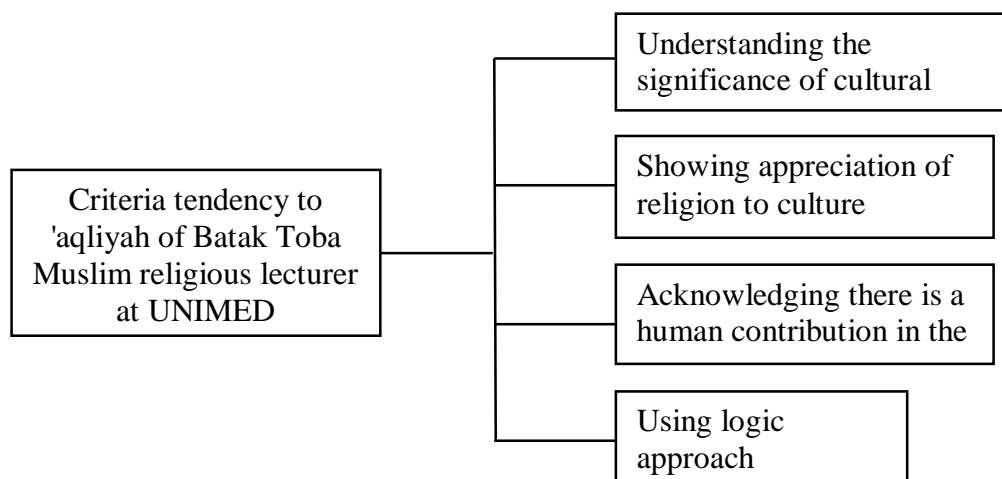 Understanding the
significance of cultural
Showing appreciation of
religion to culture
Criteria tendency to
'aqliyah of Batak Toba
Muslim religious lecturer
at UNIMED
Acknowledging there is a
human contribution in the
Using logic
approach